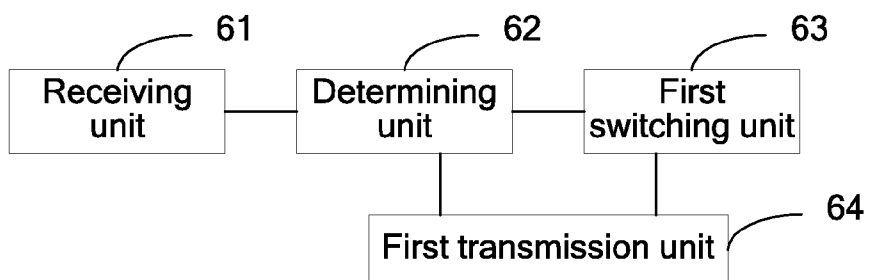 61
62
63
Receiving
unit
Determining
unit
First
switching unit
64
First transmission unit